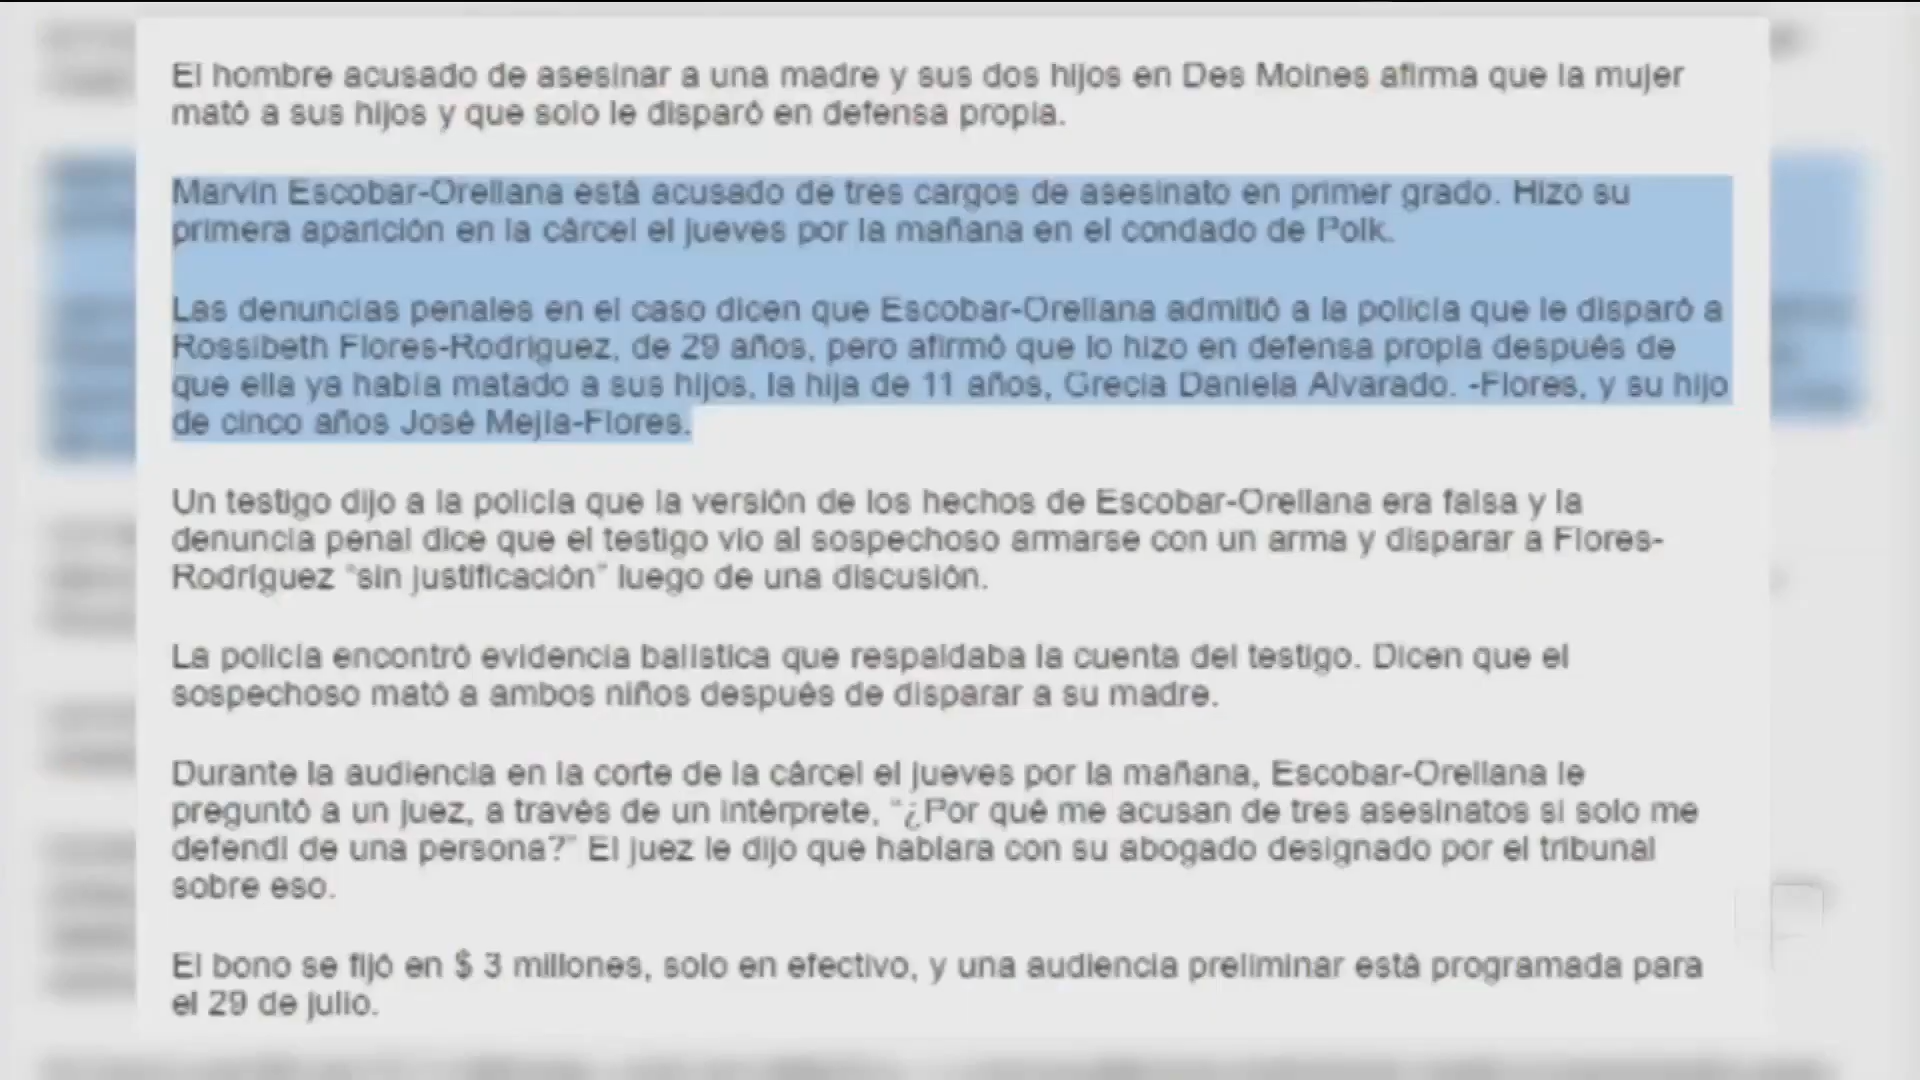 El hombre acusado de asesinar a una madre y sus dos hijos en Des Moines afirma que la mujer
mató a sus hijos y que solo le disparó en defensa propia.
Marvin Escobar-Orellana está acusado de tres cargos de asesinato en primer grado. Hizo su
primera aparición en la cárcel el jueves por la mañana en el condado de Polk.
Las denuncias penales en el caso dicen que Escobar-Orellana admitió a la policía que le disparó a
Rossibeth Flores-Rodríguez, de 29 años, pero afirmó que lo hizo en defensa propia después de
que ella ya había matado a sus hijos, la hija de 11 años, Grecia Daniela Alvarado. -Flores, y su hijo
de cinco años José Mejía-Flores.
Un testigo dijo a la policía que la versión de los hechos de Escobar-Orellana era falsa y la
denuncia penal dice que el testigo vio al sospechoso armarse con un arma y disparar a Flores-
Rodríguez “sin justificación” luego de una discusión.
La policía encontró evidencia balística que respaldaba la cuenta del testigo. Dicen que el
sospechoso mató a ambos niños después de disparar a su madre.
Durante la audiencia en la corte de la cárcel el jueves por la mañana, Escobar-Orellana le
preguntó a un juez, a través de un intérprete, “¿Por qué me acusan de tres asesinatos si solo me
defendí de una persona?” El juez le dijo que hablara con su abogado designado por el tribunal
sobre eso.
El bono se fijó en $ 3 millones, solo en efectivo, y una audiencia preliminar está programada para
el 29 de julio.